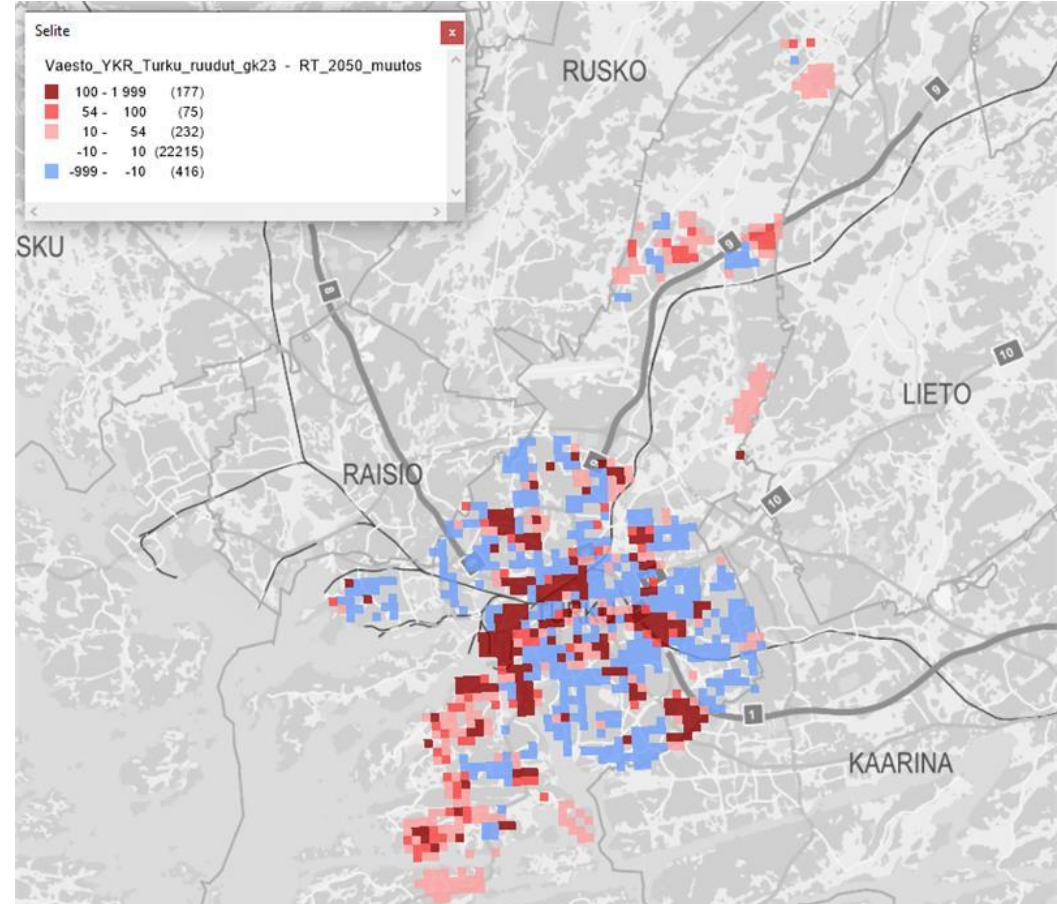 Selite
x
Vaesto_YKR_Turku_ruudut_gk23 - RT_2050_muutos
100 - 1 999 (177)
54 - 100 (75)
10 - 54 (232)
-10 - 10 (22215)
-999 - -10 (416)
RUSKO
9
SKU
9
8
10
LIETO
RAISIO
9
10
1
KAARINA